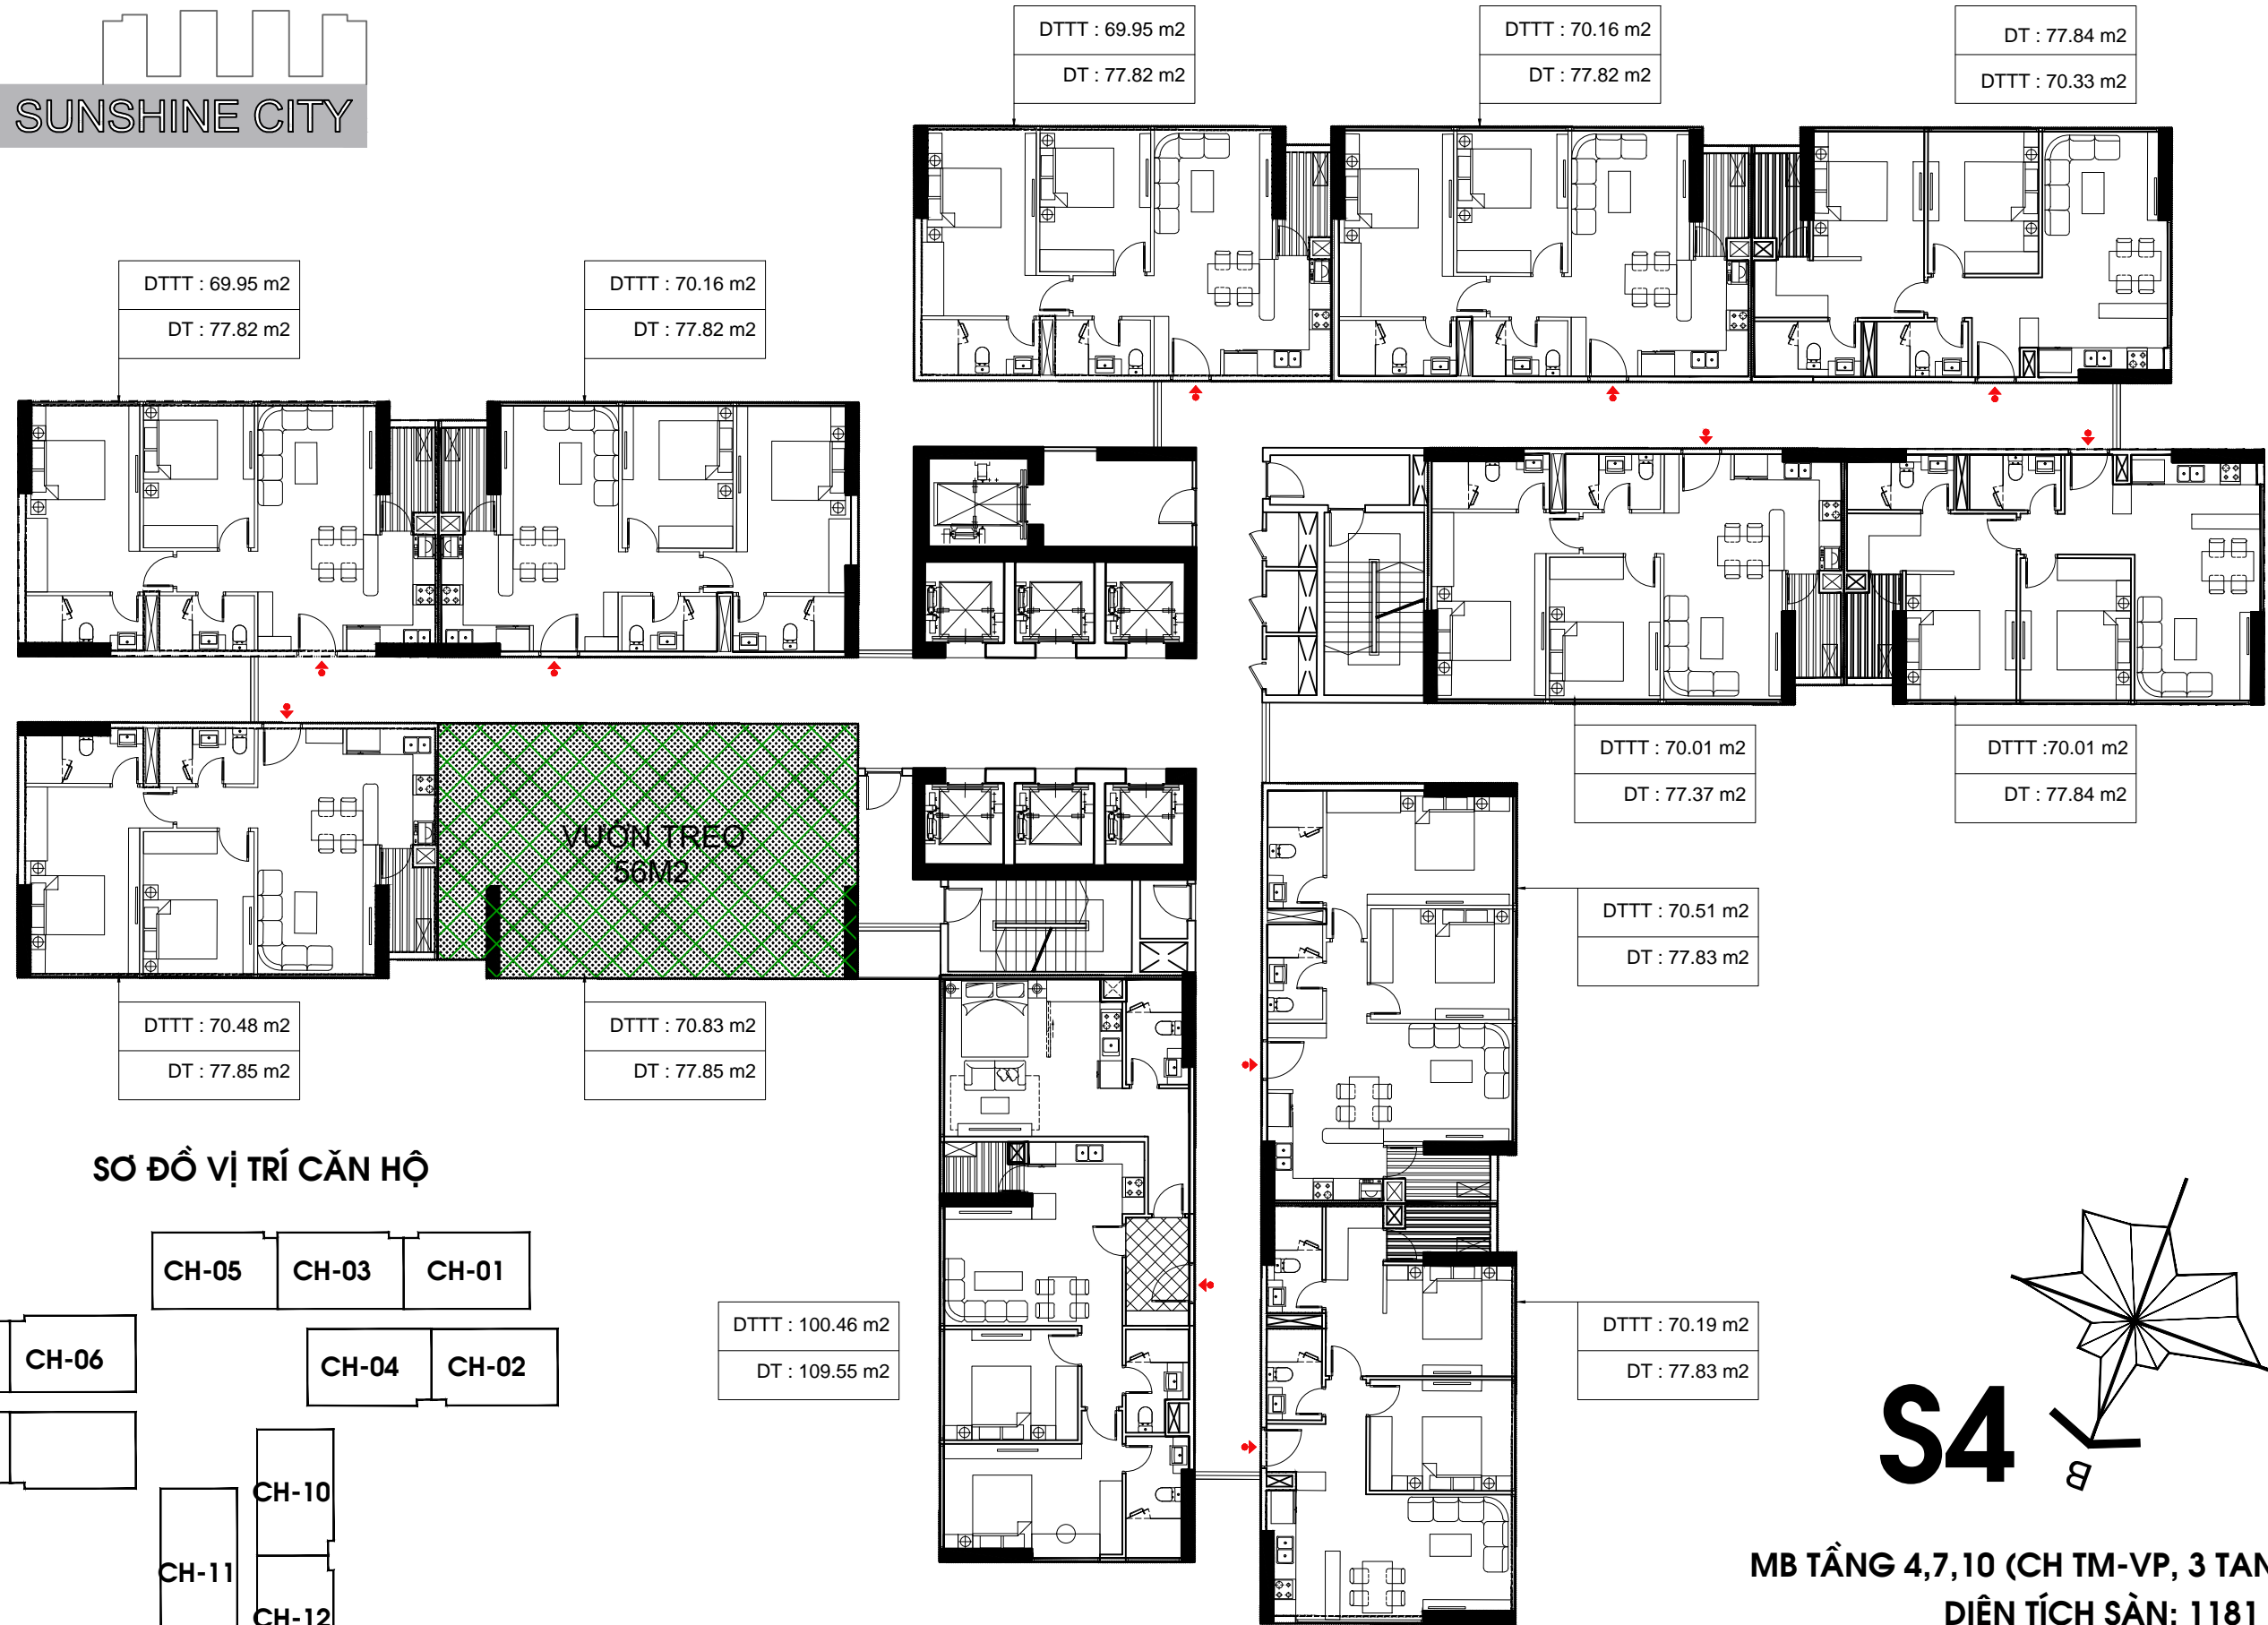 SUNSHINE CITY
DTTT : 69.95 m2
DT : 77.82 m2
DTTT : 70.16 m2
DT : 77.82 m2
DT : 77.84 m2
DTTT : 70.33 m2
DTTT : 69.95 m2
DT : 77.82 m2
DTTT : 70.16 m2
DT : 77.82 m2
DTTT : 70.01 m2
DT : 77.37 m2
DTTT :70.01 m2
DT : 77.84 m2
VƯỜN TREO
56M2
DTTT : 70.51 m2
DT : 77.83 m2
DTTT : 70.48 m2
DT : 77.85 m2
DTTT : 70.83 m2
DT : 77.85 m2
SƠ ĐỒ VỊ TRÍ CĂN HỘ
CH-05 CH-03 CH-01
CH-06
CH-04 CH-02
CH-10
CH-11
CH-12
DTTT : 100.46 m2
DT : 109.55 m2
DTTT : 70.19 m2
DT : 77.83 m2
S4
B
MB TẦNG 4,7,10 (CH TM-VP, 3 TAN
DIỆN TÍCH SÀN: 1181